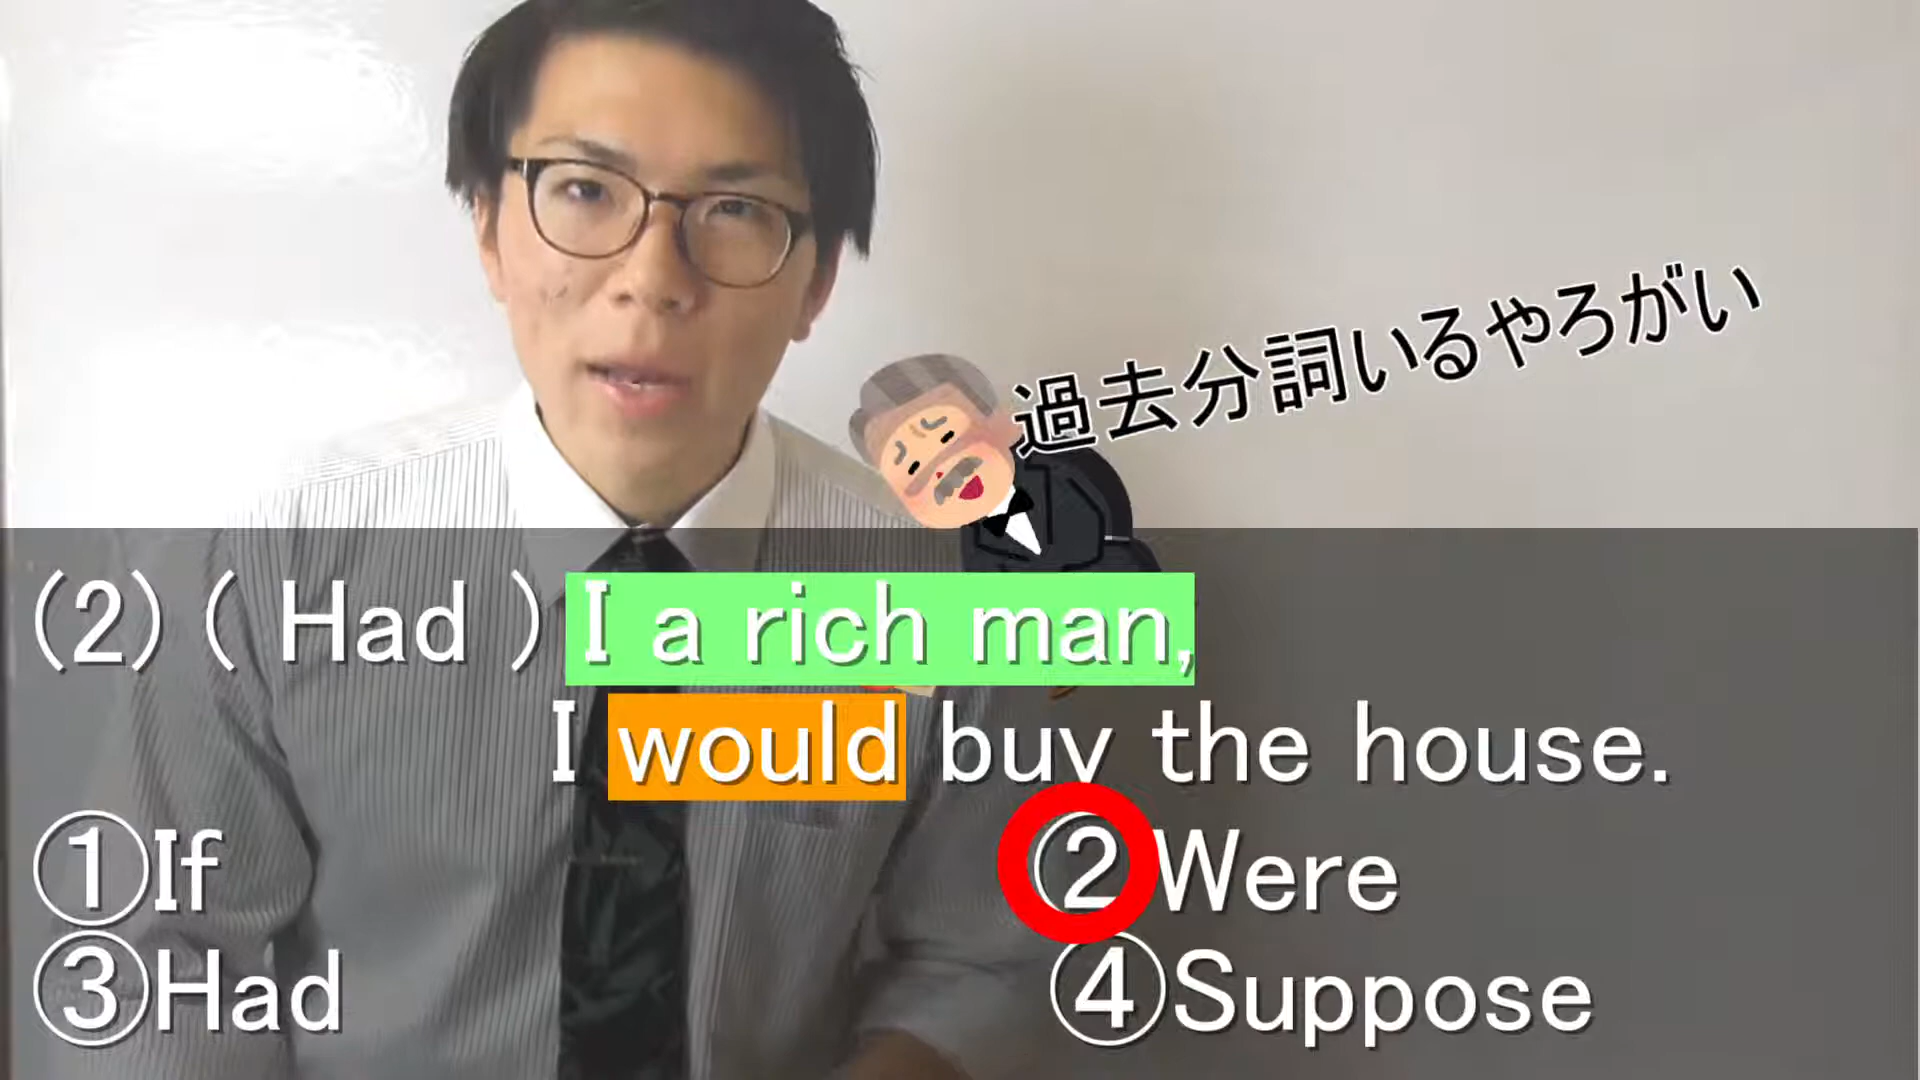 過去分詞いるやろがい
(2) ( Had ) I a rich man,
I would buy the house.
①If
②Were
③Had
④Suppose